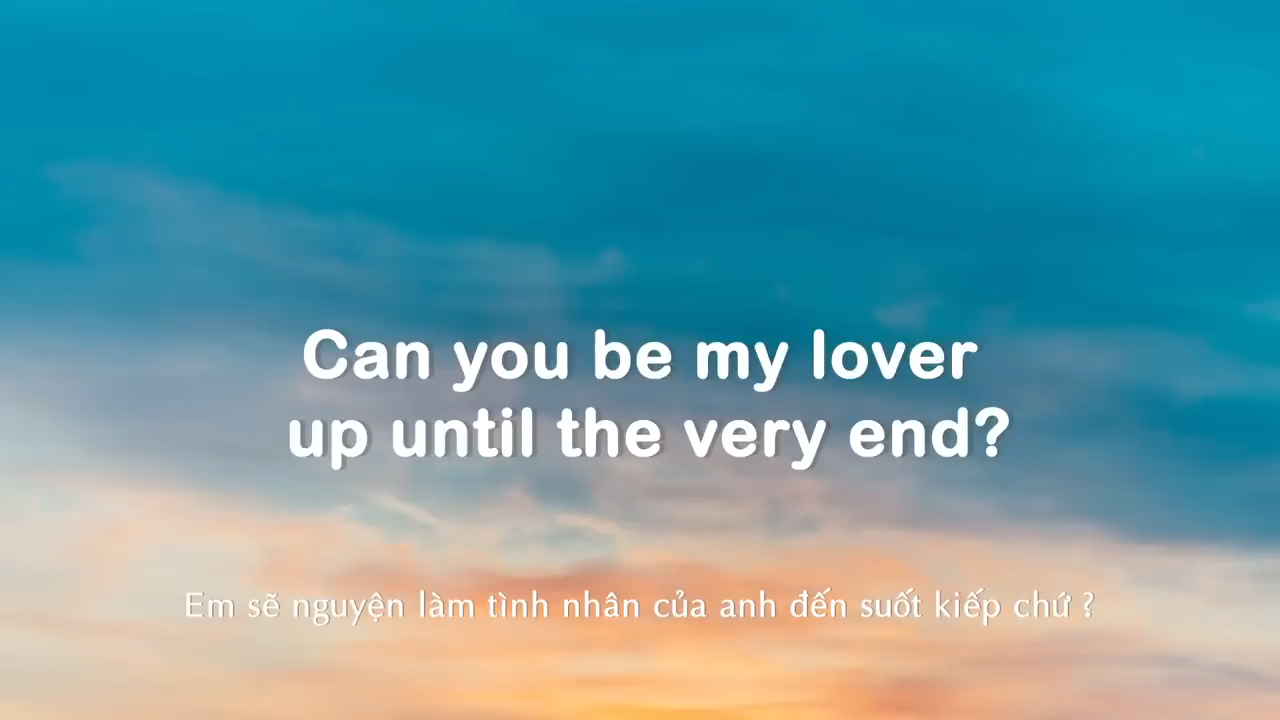 Can you be my lover
up until the very end?
Em sẽ nguyện làm tình nhân của anh đến suốt kiếp chứ ?